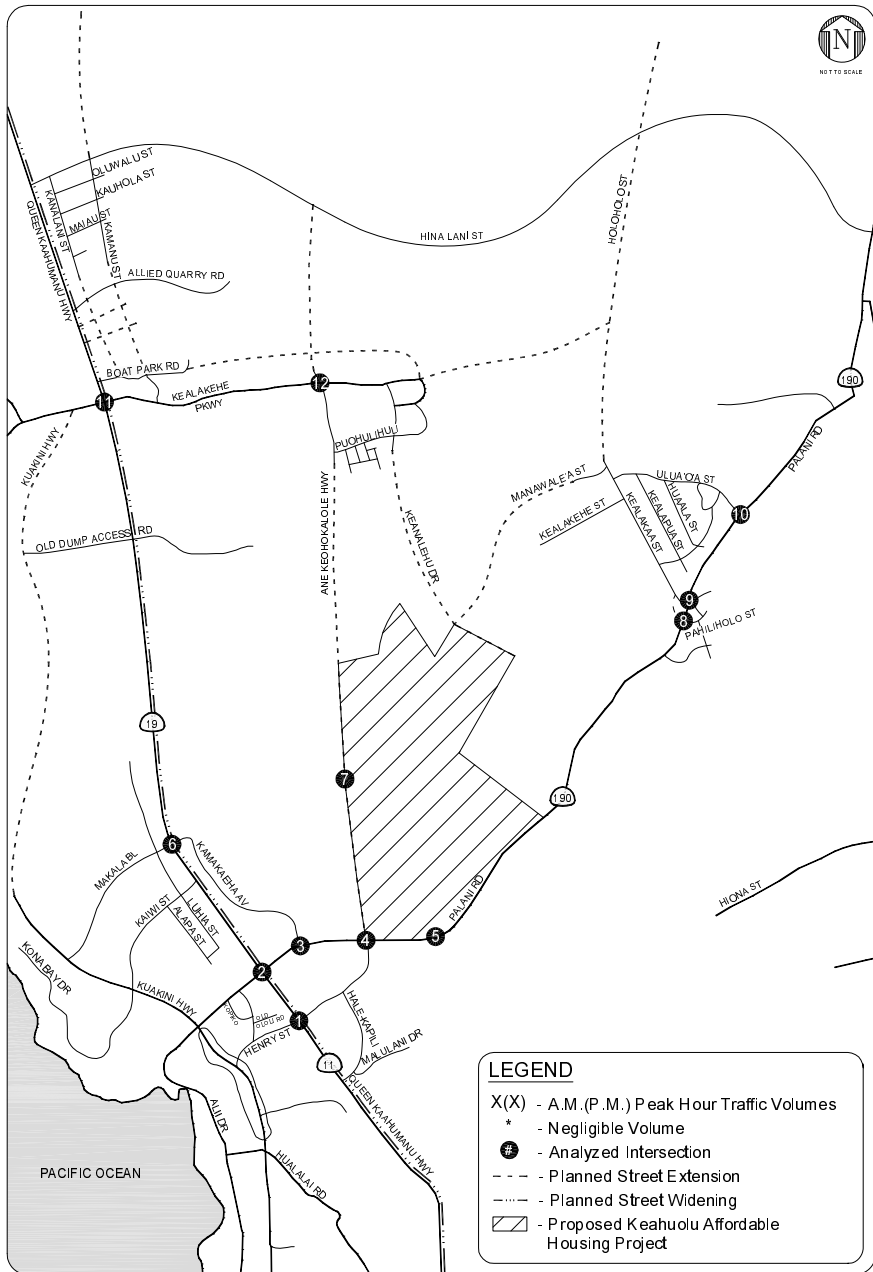 N
NOT TO SCALE
OLUWALU ST
KAUHOLA ST
KANALANI ST
MAIAU ST
KAMANU ST
QUEEN KAAHUMANU HWY
HINA LANI ST
HOLOHOLO ST
ALLIED QUARRY RD
BOAT PARK RD
KEALAKEHE
PKWY
12
11
190
KUAKINI HWY
PUOHULIHULI
PALANI RD
ANE KEOHOKALOLE HWY
KEANALEHU DR
MANAWALE'A ST
ULUA'O'A ST
HUAALA ST
KEALAPUA ST
KEALAKAA ST
KEALAKEHE ST
10
OLD DUMP ACCESS RD
9
8
PAHILIHOLO ST
19
7
190
6
MAKALA BL
KAMAKAEHA AV
KAIWI ST
LUHIA ST
ALAPA ST
PALANI RD
HIONA ST
3
4
5
2
KONA BAY DR
KUAKINI HWY
KOPIKO
OLD
OLOLI RD
1
HENRY ST
HALE-KAPILI
MALULANI DR
11
QUEEN KAAHUMANU HWY
ALII DR
HUALALAI RD
PACIFIC OCEAN
LEGEND
X(X) - A.M.(P.M.) Peak Hour Traffic Volumes
* - Negligible Volume
# - Analyzed Intersection
- Planned Street Extension
- Planned Street Widening
- Proposed Keahuolu Affordable
Housing Project